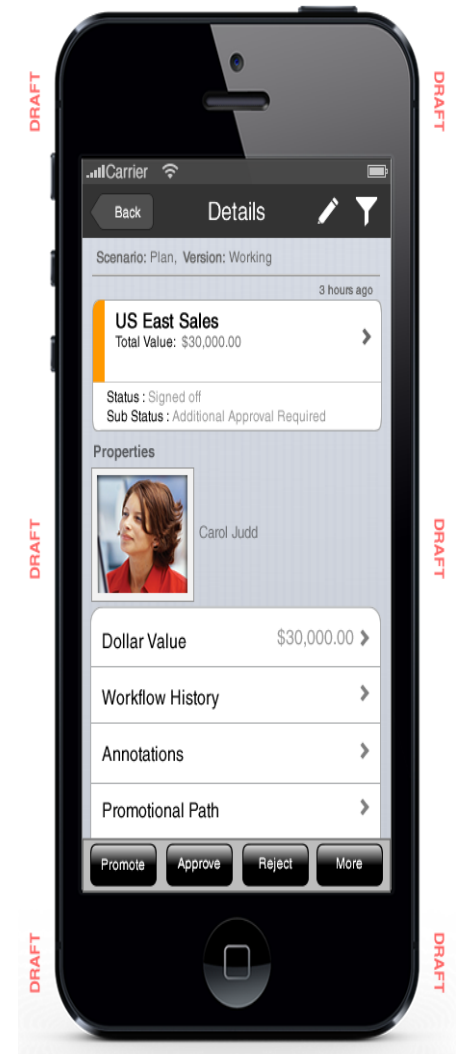 DRAFT
DRAFT
Carrier
Back
Details
Scenario: Plan, Version: Working
3 hours ago
US East Sales
Total Value: $30,000.00
Status : Signed off
Sub Status : Additional Approval Required
Properties
DRAFT
Carol Judd
DRAFT
Dollar Value $30,000.00
Workflow History
Annotations
Promotional Path
Promote Approve Reject More
DRAFT
DRAFT